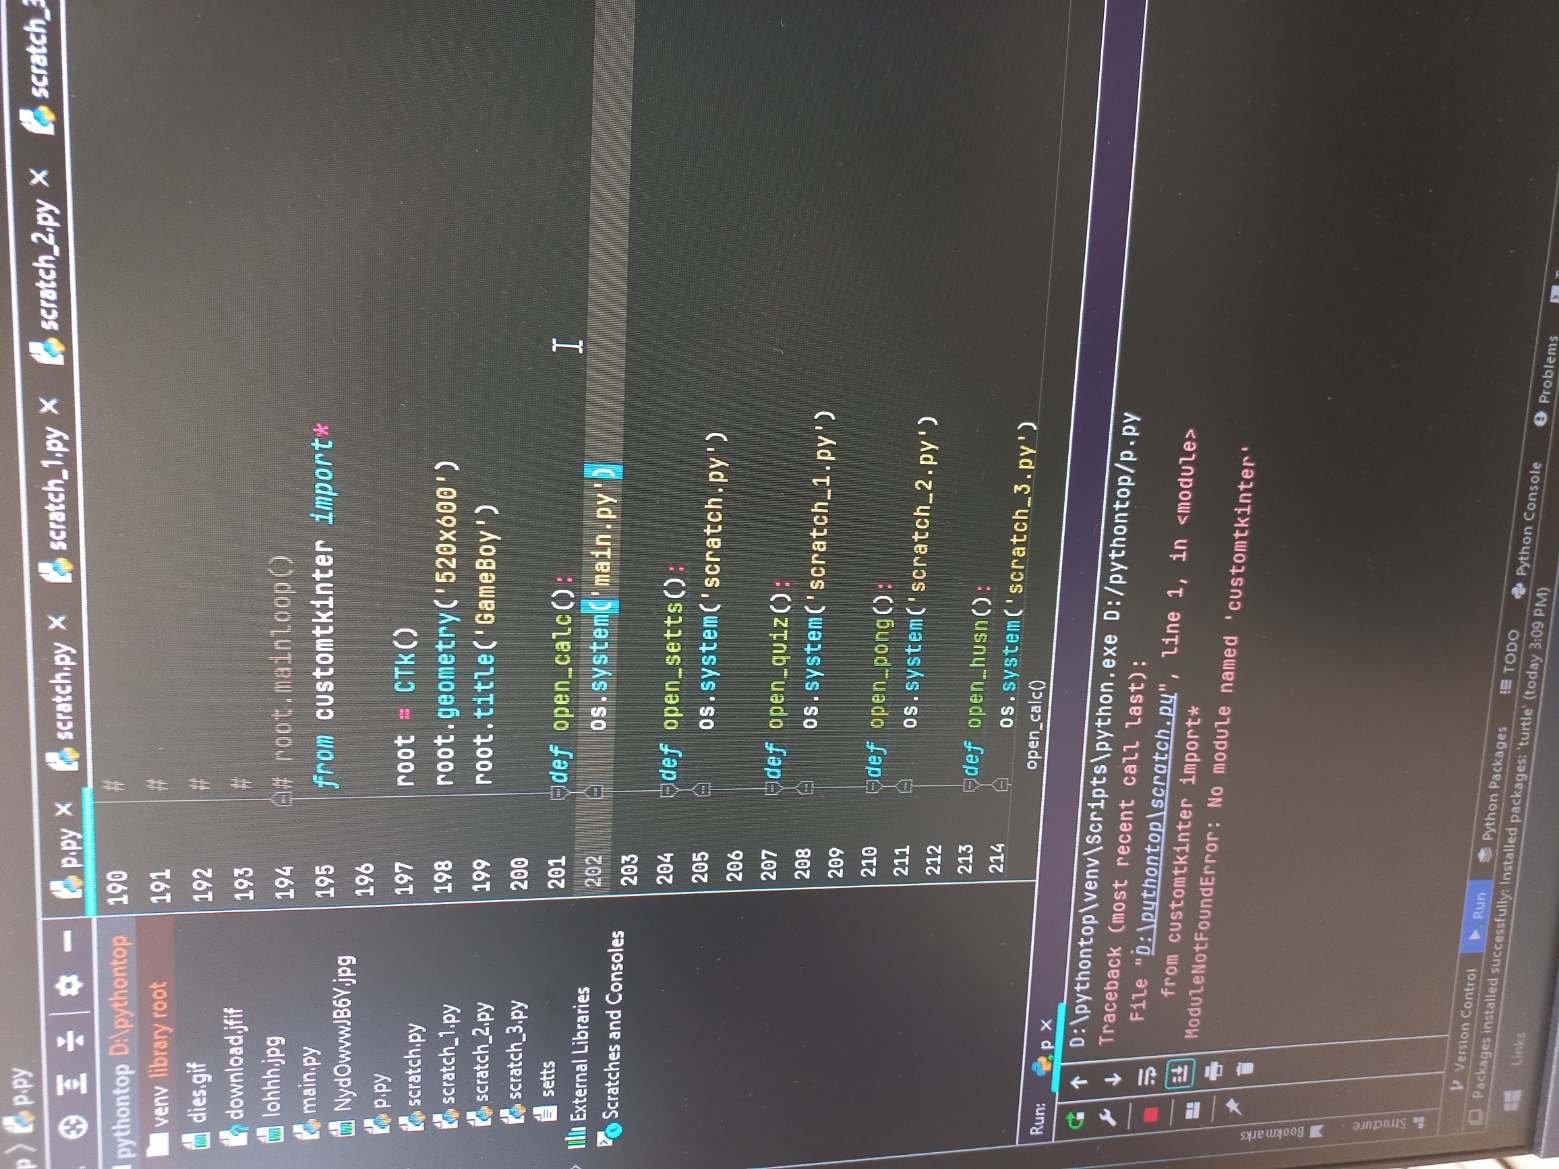 p.py
p.py
scratch.py
scratch_1.py
scratch_2.py
scratch_3
pythontop D:\pythontop
venv library root
dies.gif
download.jfif
lohhh.jpg
main.py
NydOwvwJB6Y.jpg
p.py
scratch.py
scratch_1.py
scratch_2.py
scratch_3.py
setts
External Libraries
Scratches and Consoles
190 #
191 #
192 #
193 #
194 # root.mainloop()
195 from customtkinter import*
196
197 root = CTk()
198 root.geometry('520x600')
199 root.title('GameBoy')
200
201 def open_calc():
202 os.system('main.py')
203
204 def open_setts():
205 os.system('scratch.py')
206
207 def open_quiz():
208 os.system('scratch_1.py')
209
210 def open_pong():
211 os.system('scratch_2.py')
212
213 def open_husn():
214 os.system('scratch_3.py')
open_calc()
Run: p
D:\pythontop\venv\Scripts\python.exe D:/pythontop/p.py
Traceback (most recent call last):
File "D:\pythontop\scratch.py", line 1, in <module>
from customtkinter import*
ModuleNotFoundError: No module named 'customtkinter'
Bookmarks
Structure
Version Control
Run
Python Packages
TODO
Python Console
Problems
Packages installed successfully: Installed packages: 'turtle' (today 3:09 PM)
Links